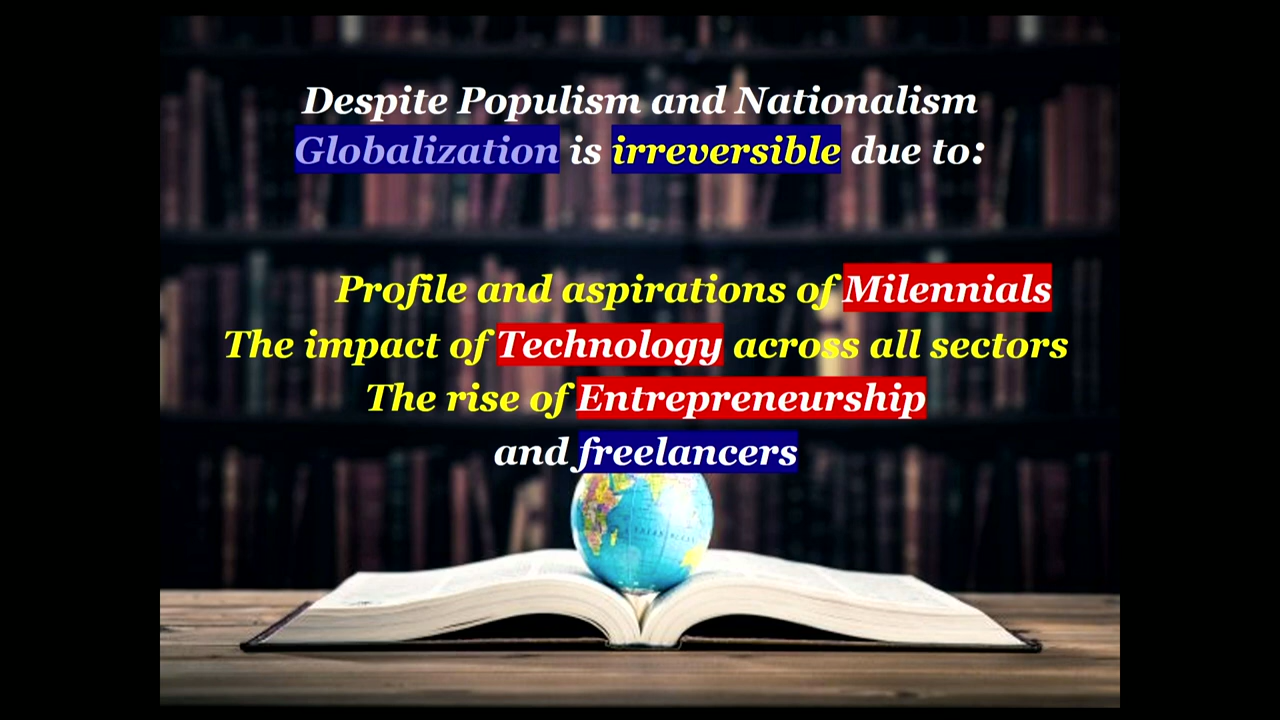 Despite Populism and Nationalism
Globalization is irreversible due to:
Profile and aspirations of Milennials
The impact of Technology across all sectors
The rise of Entrepreneurship
and freelancers